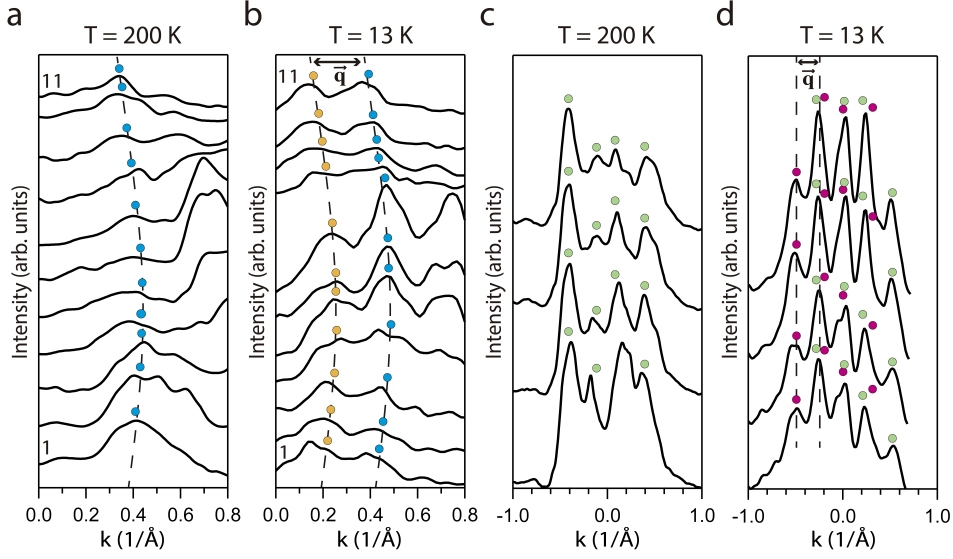 a
T = 200 K
b
T = 13 K
c
T = 200 K
d
T = 13 K
11
1
Intensity (arb. units)
0.0 0.2 0.4 0.6 0.8
k (1/Å)
11
q⃗
1
Intensity (arb. units)
0.0 0.2 0.4 0.6 0.8
k (1/Å)
Intensity (arb. units)
-1.0 0.0 1.0
k (1/Å)
q⃗
Intensity (arb. units)
-1.0 0.0 1.0
k (1/Å)